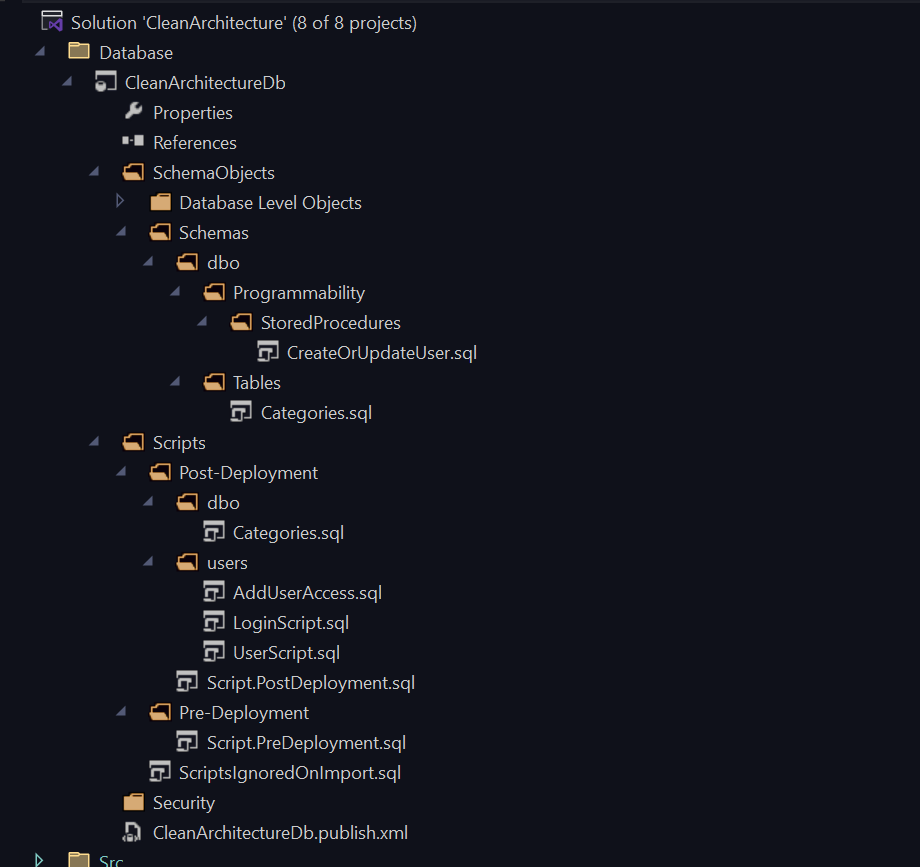 Solution 'CleanArchitecture' (8 of 8 projects)
Database
CleanArchitectureDb
Properties
References
SchemaObjects
Database Level Objects
Schemas
dbo
Programmability
StoredProcedures
CreateOrUpdateUser.sql
Tables
Categories.sql
Scripts
Post-Deployment
dbo
Categories.sql
users
AddUserAccess.sql
LoginScript.sql
UserScript.sql
Script.PostDeployment.sql
Pre-Deployment
Script.PreDeployment.sql
ScriptsIgnoredOnImport.sql
Security
CleanArchitectureDb.publish.xml
Src